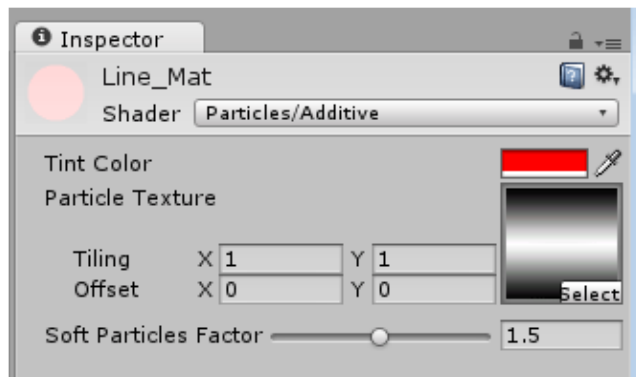 Inspector
Line_Mat
Shader Particles/Additive
Tint Color
Particle Texture
Tiling X 1 Y 1
Offset X 0 Y 0
Select
Soft Particles Factor 1.5